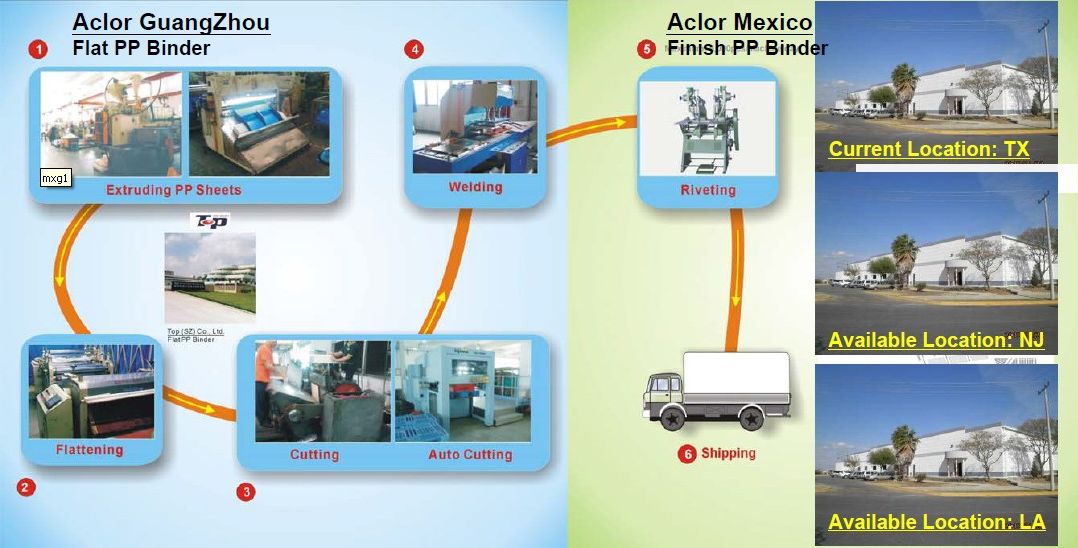 Aclor GuangZhou
Flat PP Binder
1
Extruding PP Sheets
mxg1
Top
Top (SZ) Co., Ltd.
FlatPP Binder
Flattening
2
Cutting
Auto Cutting
3
4
Welding
Aclor Mexico
Finish PP Binder
5
Riveting
6 Shipping
Current Location: TX
Available Location: NJ
Available Location: LA